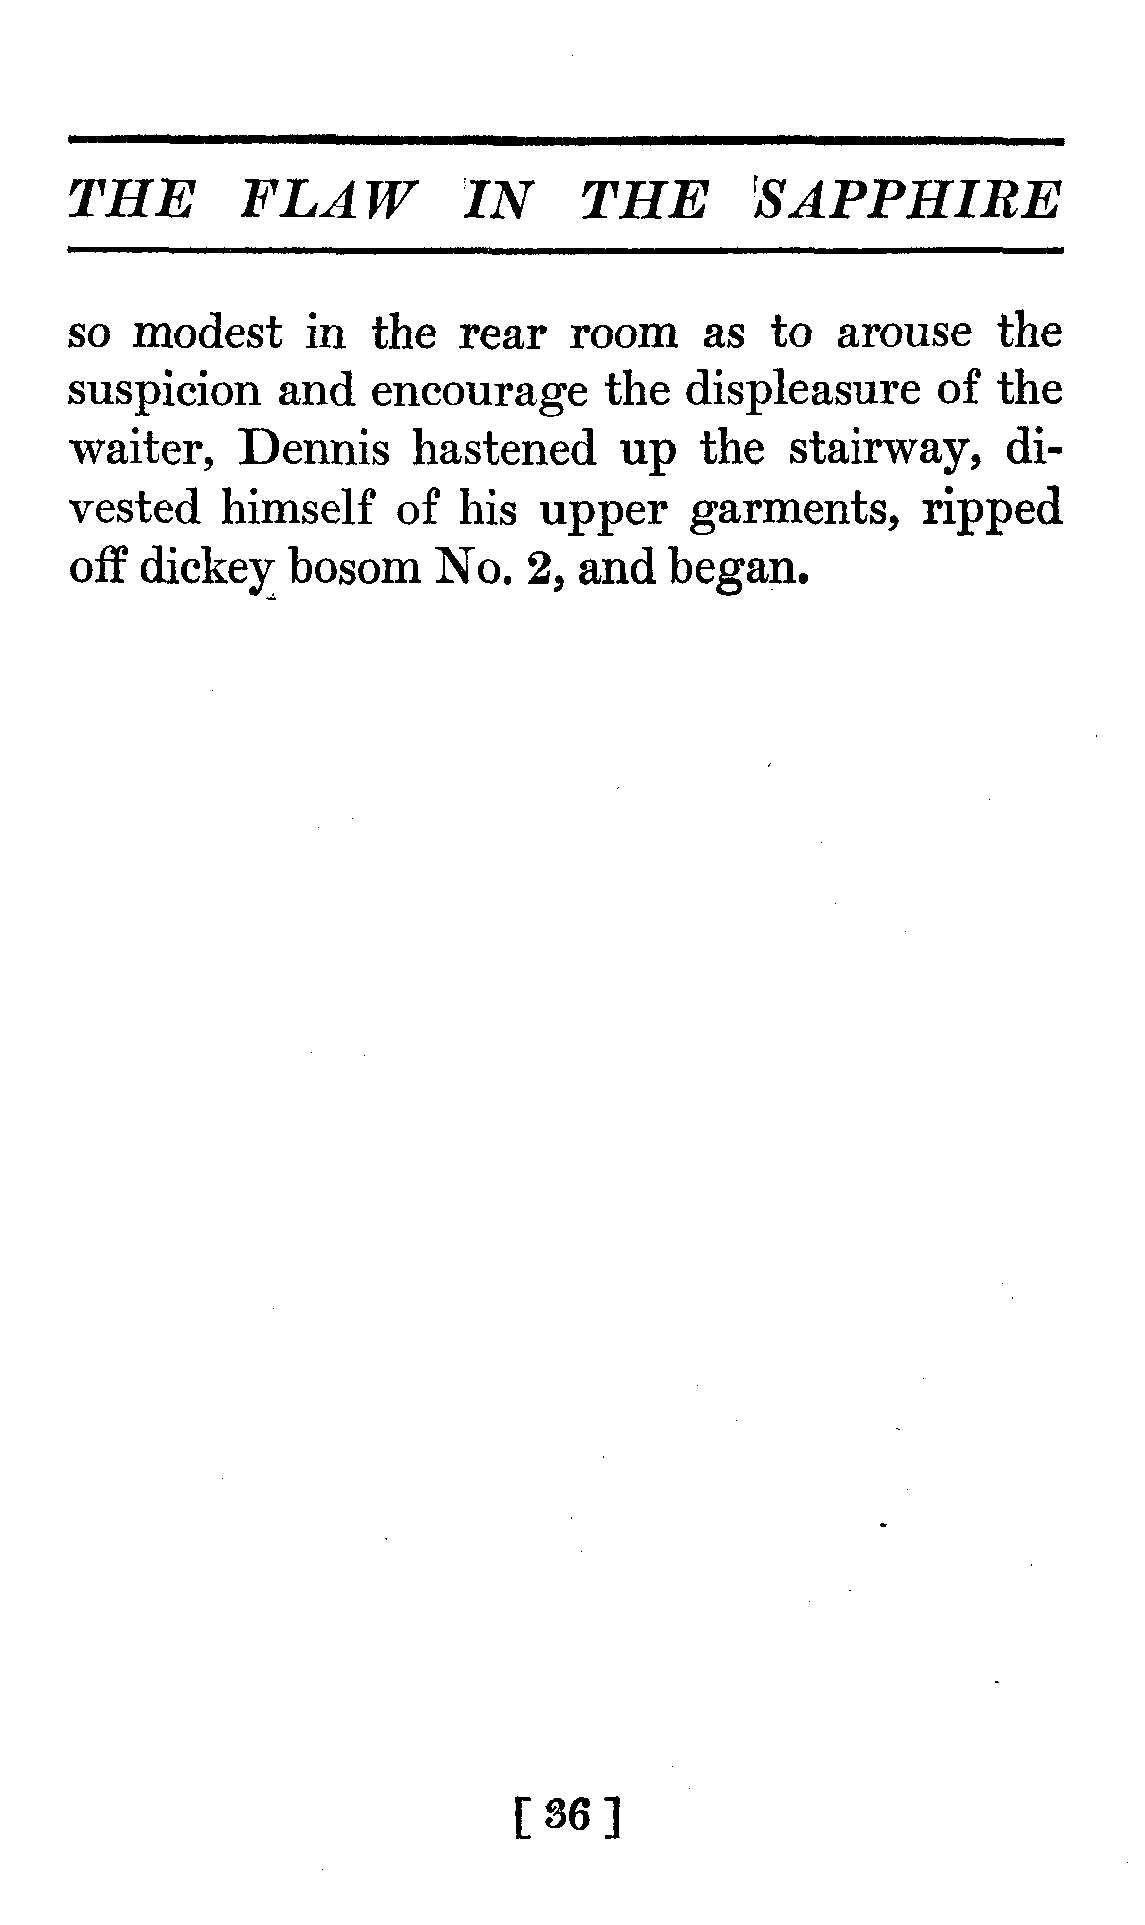 THE FLAW IN THE SAPPHIRE
so modest in the rear room as to arouse the
suspicion and encourage the displeasure of the
waiter, Dennis hastened up the stairway, di-
vested himself of his upper garments, ripped
off dickey bosom No. 2, and began.
[ 36 ]